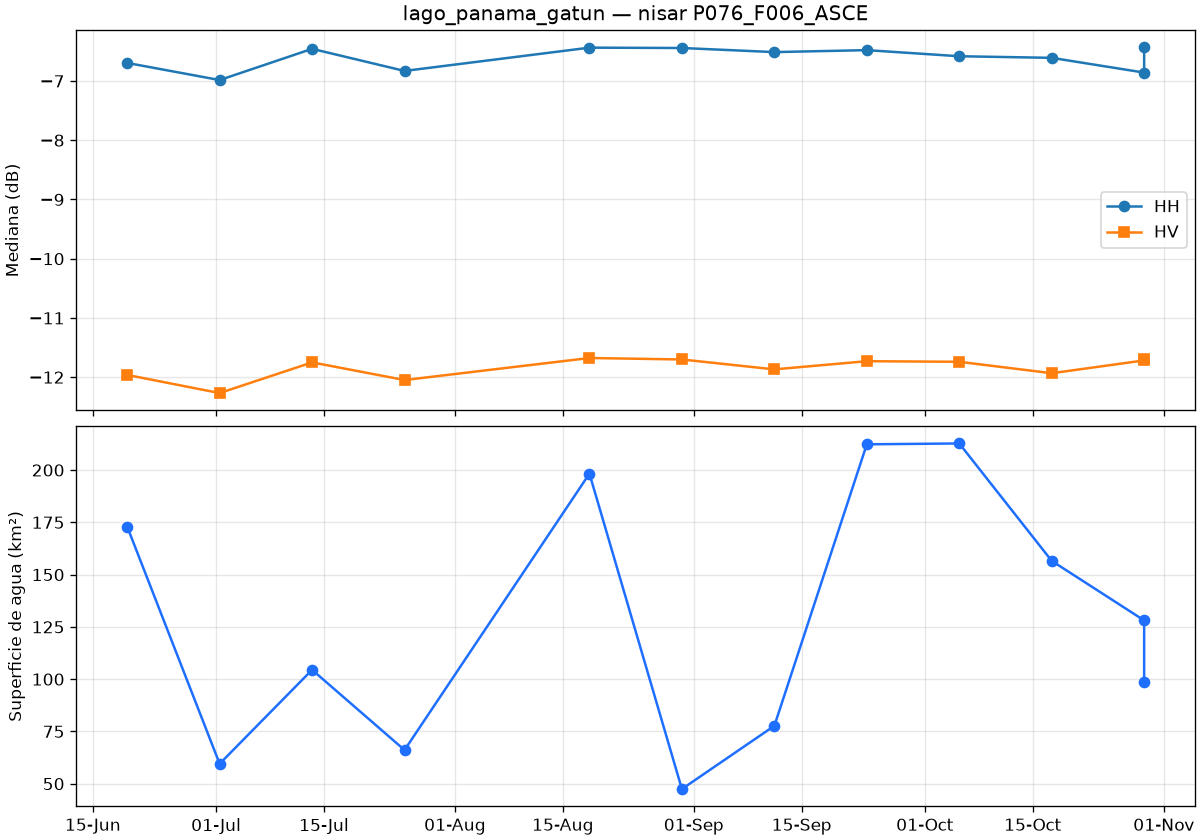 lago_panama_gatun — nisar P076_F006_ASCE
Mediana (dB)
−7
−8
−9
−10
−11
−12
HH
HV
Superficie de agua (km²)
200
175
150
125
100
75
50
15-Jun 01-Jul 15-Jul 01-Aug 15-Aug 01-Sep 15-Sep 01-Oct 15-Oct 01-Nov